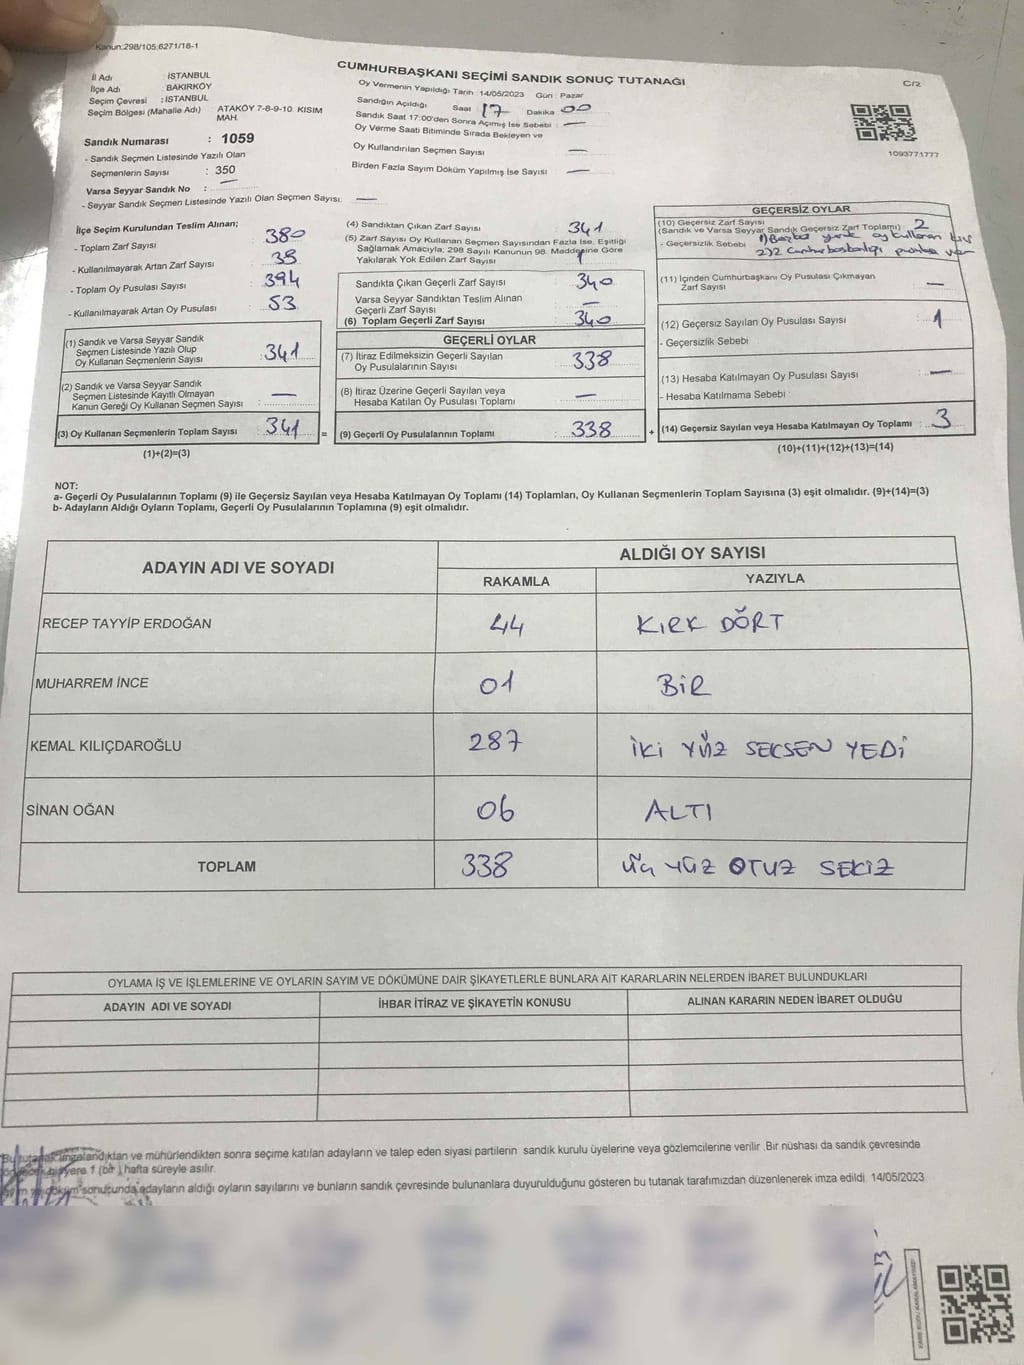 Kanun:298/105,6271/18-1
CUMHURBAŞKANI SEÇİMİ SANDIK SONUÇ TUTANAĞI
C/2
İl Adı : İSTANBUL
İlçe Adı : BAKIRKÖY
Seçim Çevresi : İSTANBUL
Seçim Bölgesi (Mahalle Adı) : ATAKÖY 7-8-9-10. KISIM MAH.
Sandık Numarası : 1059
- Sandık Seçmen Listesinde Yazılı Olan
Seçmenlerin Sayısı : 350
Varsa Seyyar Sandık No : —
- Seyyar Sandık Seçmen Listesinde Yazılı Olan Seçmen Sayısı: —
Oy Vermenin Yapıldığı Tarih : 14/05/2023 Gün : Pazar
Sandığın Açıldığı Saat 17 Dakika 00
Sandık Saat 17:00'den Sonra Açımış İse Sebebi : —
Oy Verme Saati Bitiminde Sırada Bekleyen ve
Oy Kullandırılan Seçmen Sayısı —
Birden Fazla Sayım Döküm Yapılmış İse Sayısı —
1093771777
İlçe Seçim Kurulundan Teslim Alınan;
- Toplam Zarf Sayısı 380
- Kullanılmayarak Artan Zarf Sayısı 39
- Toplam Oy Pusulası Sayısı 394
- Kullanılmayarak Artan Oy Pusulası 53
(1) Sandık ve Varsa Seyyar Sandık
Seçmen Listesinde Yazılı Olup
Oy Kullanan Seçmenlerin Sayısı : 341
(2) Sandık ve Varsa Seyyar Sandık
Seçmen Listesinde Kayıtlı Olmayan
Kanun Gereği Oy Kullanan Seçmen Sayısı : —
(3) Oy Kullanan Seçmenlerin Toplam Sayısı : 341 =
(1)+(2)=(3)
(4) Sandıktan Çıkan Zarf Sayısı 341
(5) Zarf Sayısı Oy Kullanan Seçmen Sayısından Fazla İse, Eşitliği
Sağlamak Amacıyla; 298 Sayılı Kanunun 98. Maddesine Göre
Yakılarak Yok Edilen Zarf Sayısı
Sandıkta Çıkan Geçerli Zarf Sayısı 340
Varsa Seyyar Sandıktan Teslim Alınan
Geçerli Zarf Sayısı —
(6) Toplam Geçerli Zarf Sayısı 340
GEÇERLİ OYLAR
(7) İtiraz Edilmeksizin Geçerli Sayılan
Oy Pusulalarının Sayısı : 338
(8) İtiraz Üzerine Geçerli Sayılan veya
Hesaba Katılan Oy Pusulası Toplamı : —
(9) Geçerli Oy Pusulalarının Toplamı : 338 +
GEÇERSİZ OYLAR
(10) Geçersiz Zarf Sayısı
(Sandık ve Varsa Seyyar Sandık Geçersiz Zarf Toplamı) 2
- Geçersizlik Sebebi
(11) İçinden Cumhurbaşkanı Oy Pusulası Çıkmayan
Zarf Sayısı —
(12) Geçersiz Sayılan Oy Pusulası Sayısı : 1
- Geçersizlik Sebebi
(13) Hesaba Katılmayan Oy Pusulası Sayısı : —
- Hesaba Katılmama Sebebi :
(14) Geçersiz Sayılan veya Hesaba Katılmayan Oy Toplamı : 3
(10)+(11)+(12)+(13)=(14)
NOT:
a- Geçerli Oy Pusulalarının Toplamı (9) ile Geçersiz Sayılan veya Hesaba Katılmayan Oy Toplamı (14) Toplamları, Oy Kullanan Seçmenlerin Toplam Sayısına (3) eşit olmalıdır. (9)+(14)=(3)
b- Adayların Aldığı Oyların Toplamı, Geçerli Oy Pusulalarının Toplamına (9) eşit olmalıdır.
ADAYIN ADI VE SOYADI ALDIĞI OY SAYISI
RAKAMLA YAZIYLA
RECEP TAYYİP ERDOĞAN 44 KIRK DÖRT
MUHARREM İNCE 01 BİR
KEMAL KILIÇDAROĞLU 287 İKİ YÜZ SEKSEN YEDİ
SİNAN OĞAN 06 ALTI
TOPLAM 338 ÜÇ YÜZ OTUZ SEKİZ
OYLAMA İŞ VE İŞLEMLERİNE VE OYLARIN SAYIM VE DÖKÜMÜNE DAİR ŞİKAYETLERLE BUNLARA AİT KARARLARIN NELERDEN İBARET BULUNDUKLARI
ADAYIN ADI VE SOYADI İHBAR İTİRAZ VE ŞİKAYETİN KONUSU ALINAN KARARIN NEDEN İBARET OLDUĞU
Bu tutanak imzalandıktan ve mühürlendikten sonra seçime katılan adayların ve talep eden siyasi partilerin sandık kurulu üyelerine veya gözlemcilerine verilir .Bir nüshası da sandık çevresinde
bir yere 1 (bir ) hafta süreyle asılır.
sonucunda adayların aldığı oyların sayılarını ve bunların sandık çevresinde bulunanlara duyurulduğunu gösteren bu tutanak tarafımızdan düzenlenerek imza edildi 14/05/2023